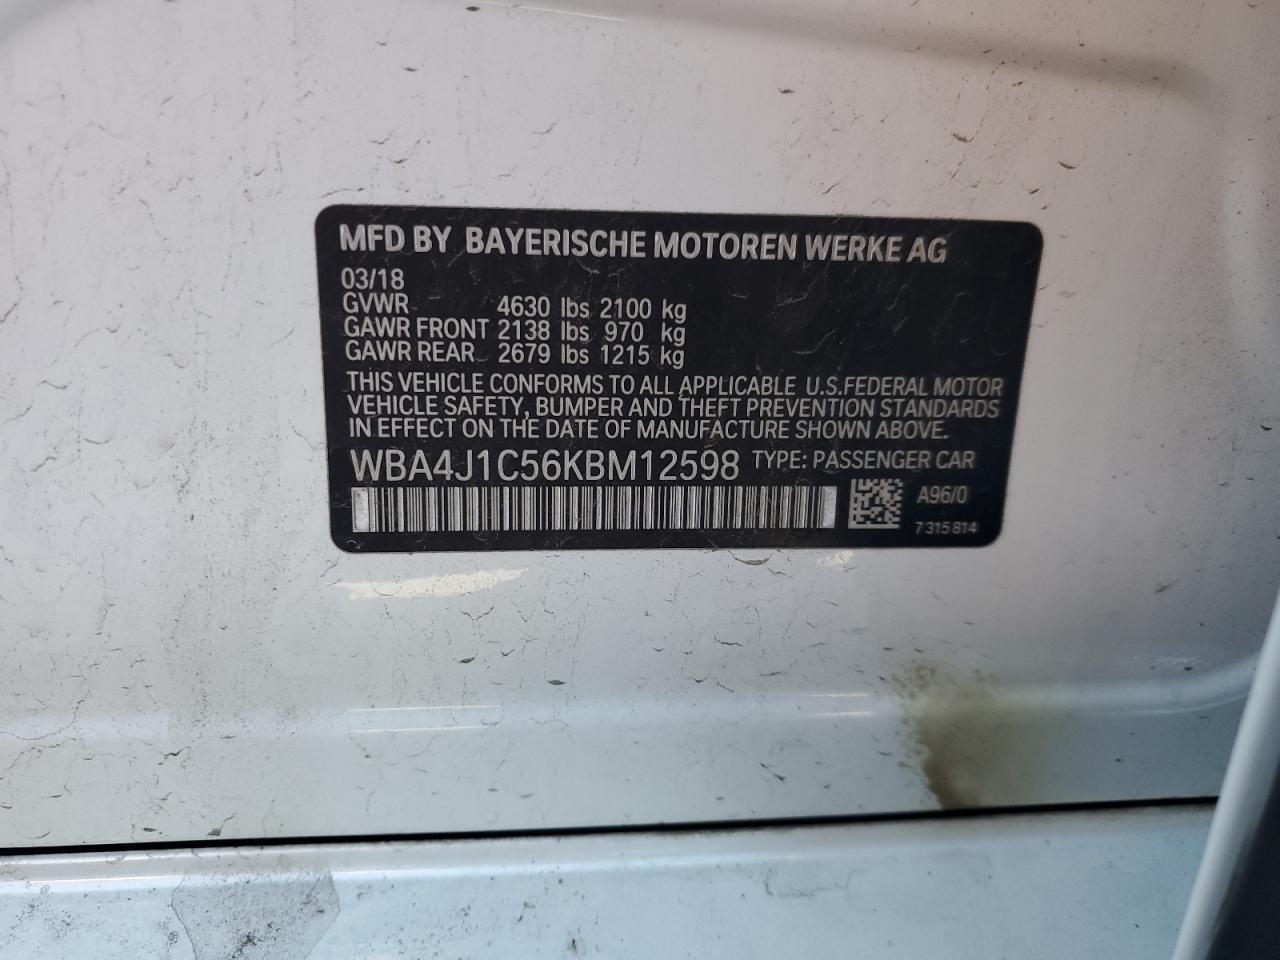 MFD BY BAYERISCHE MOTOREN WERKE AG
03/18
GVWR 4630 lbs 2100 kg
GAWR FRONT 2138 lbs 970 kg
GAWR REAR 2679 lbs 1215 kg
THIS VEHICLE CONFORMS TO ALL APPLICABLE U.S.FEDERAL MOTOR
VEHICLE SAFETY, BUMPER AND THEFT PREVENTION STANDARDS
IN EFFECT ON THE DATE OF MANUFACTURE SHOWN ABOVE.
WBA4J1C56KBM12598 TYPE: PASSENGER CAR
A96/0
7 315 814